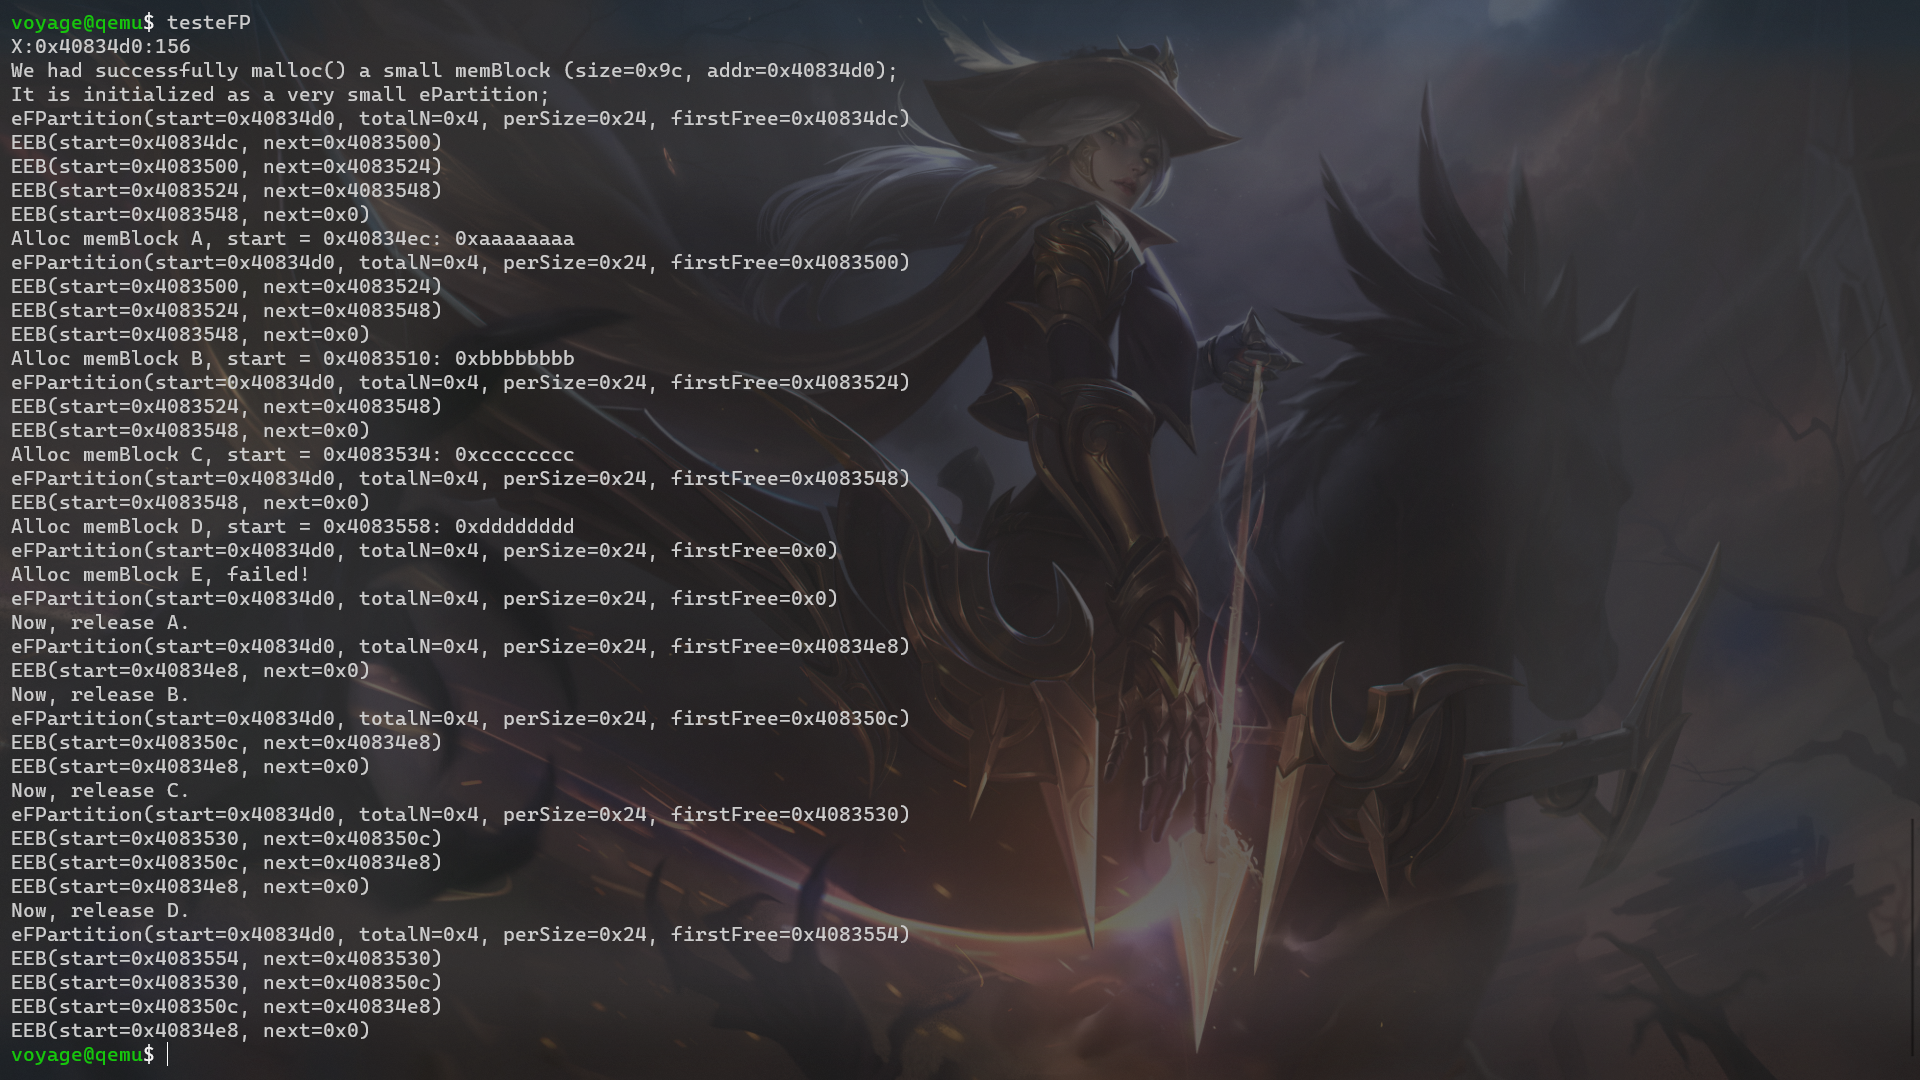 voyage@qemu$ testeFP
X:0x40834d0:156
We had successfully malloc() a small memBlock (size=0x9c, addr=0x40834d0);
It is initialized as a very small ePartition;
eFPartition(start=0x40834d0, totalN=0x4, perSize=0x24, firstFree=0x40834dc)
EEB(start=0x40834dc, next=0x4083500)
EEB(start=0x4083500, next=0x4083524)
EEB(start=0x4083524, next=0x4083548)
EEB(start=0x4083548, next=0x0)
Alloc memBlock A, start = 0x40834ec: 0xaaaaaaaa
eFPartition(start=0x40834d0, totalN=0x4, perSize=0x24, firstFree=0x4083500)
EEB(start=0x4083500, next=0x4083524)
EEB(start=0x4083524, next=0x4083548)
EEB(start=0x4083548, next=0x0)
Alloc memBlock B, start = 0x4083510: 0xbbbbbbbb
eFPartition(start=0x40834d0, totalN=0x4, perSize=0x24, firstFree=0x4083524)
EEB(start=0x4083524, next=0x4083548)
EEB(start=0x4083548, next=0x0)
Alloc memBlock C, start = 0x4083534: 0xcccccccc
eFPartition(start=0x40834d0, totalN=0x4, perSize=0x24, firstFree=0x4083548)
EEB(start=0x4083548, next=0x0)
Alloc memBlock D, start = 0x4083558: 0xdddddddd
eFPartition(start=0x40834d0, totalN=0x4, perSize=0x24, firstFree=0x0)
Alloc memBlock E, failed!
eFPartition(start=0x40834d0, totalN=0x4, perSize=0x24, firstFree=0x0)
Now, release A.
eFPartition(start=0x40834d0, totalN=0x4, perSize=0x24, firstFree=0x40834e8)
EEB(start=0x40834e8, next=0x0)
Now, release B.
eFPartition(start=0x40834d0, totalN=0x4, perSize=0x24, firstFree=0x408350c)
EEB(start=0x408350c, next=0x40834e8)
EEB(start=0x40834e8, next=0x0)
Now, release C.
eFPartition(start=0x40834d0, totalN=0x4, perSize=0x24, firstFree=0x4083530)
EEB(start=0x4083530, next=0x408350c)
EEB(start=0x408350c, next=0x40834e8)
EEB(start=0x40834e8, next=0x0)
Now, release D.
eFPartition(start=0x40834d0, totalN=0x4, perSize=0x24, firstFree=0x4083554)
EEB(start=0x4083554, next=0x4083530)
EEB(start=0x4083530, next=0x408350c)
EEB(start=0x408350c, next=0x40834e8)
EEB(start=0x40834e8, next=0x0)
voyage@qemu$